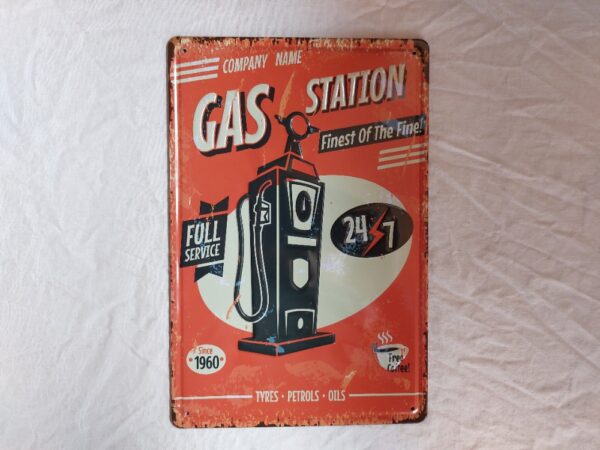 COMPANY NAME
GAS STATION
Finest Of The Fine!
24 7
FULL
SERVICE
Since
1960
Free
Coffee!
TYRES · PETROLS · OILS